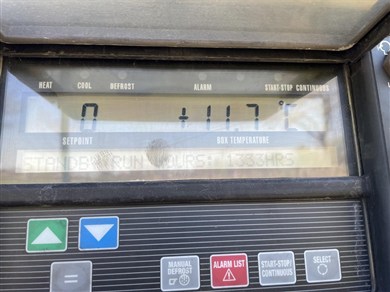 HEAT COOL DEFROST ALARM START-STOP CONTINUOUS
0 +11.7 °C
SETPOINT BOX TEMPERATURE
STANDBY RUN HOURS: 1333HRS
MANUAL DEFROST
ALARM LIST
START-STOP/CONTINUOUS
SELECT
=